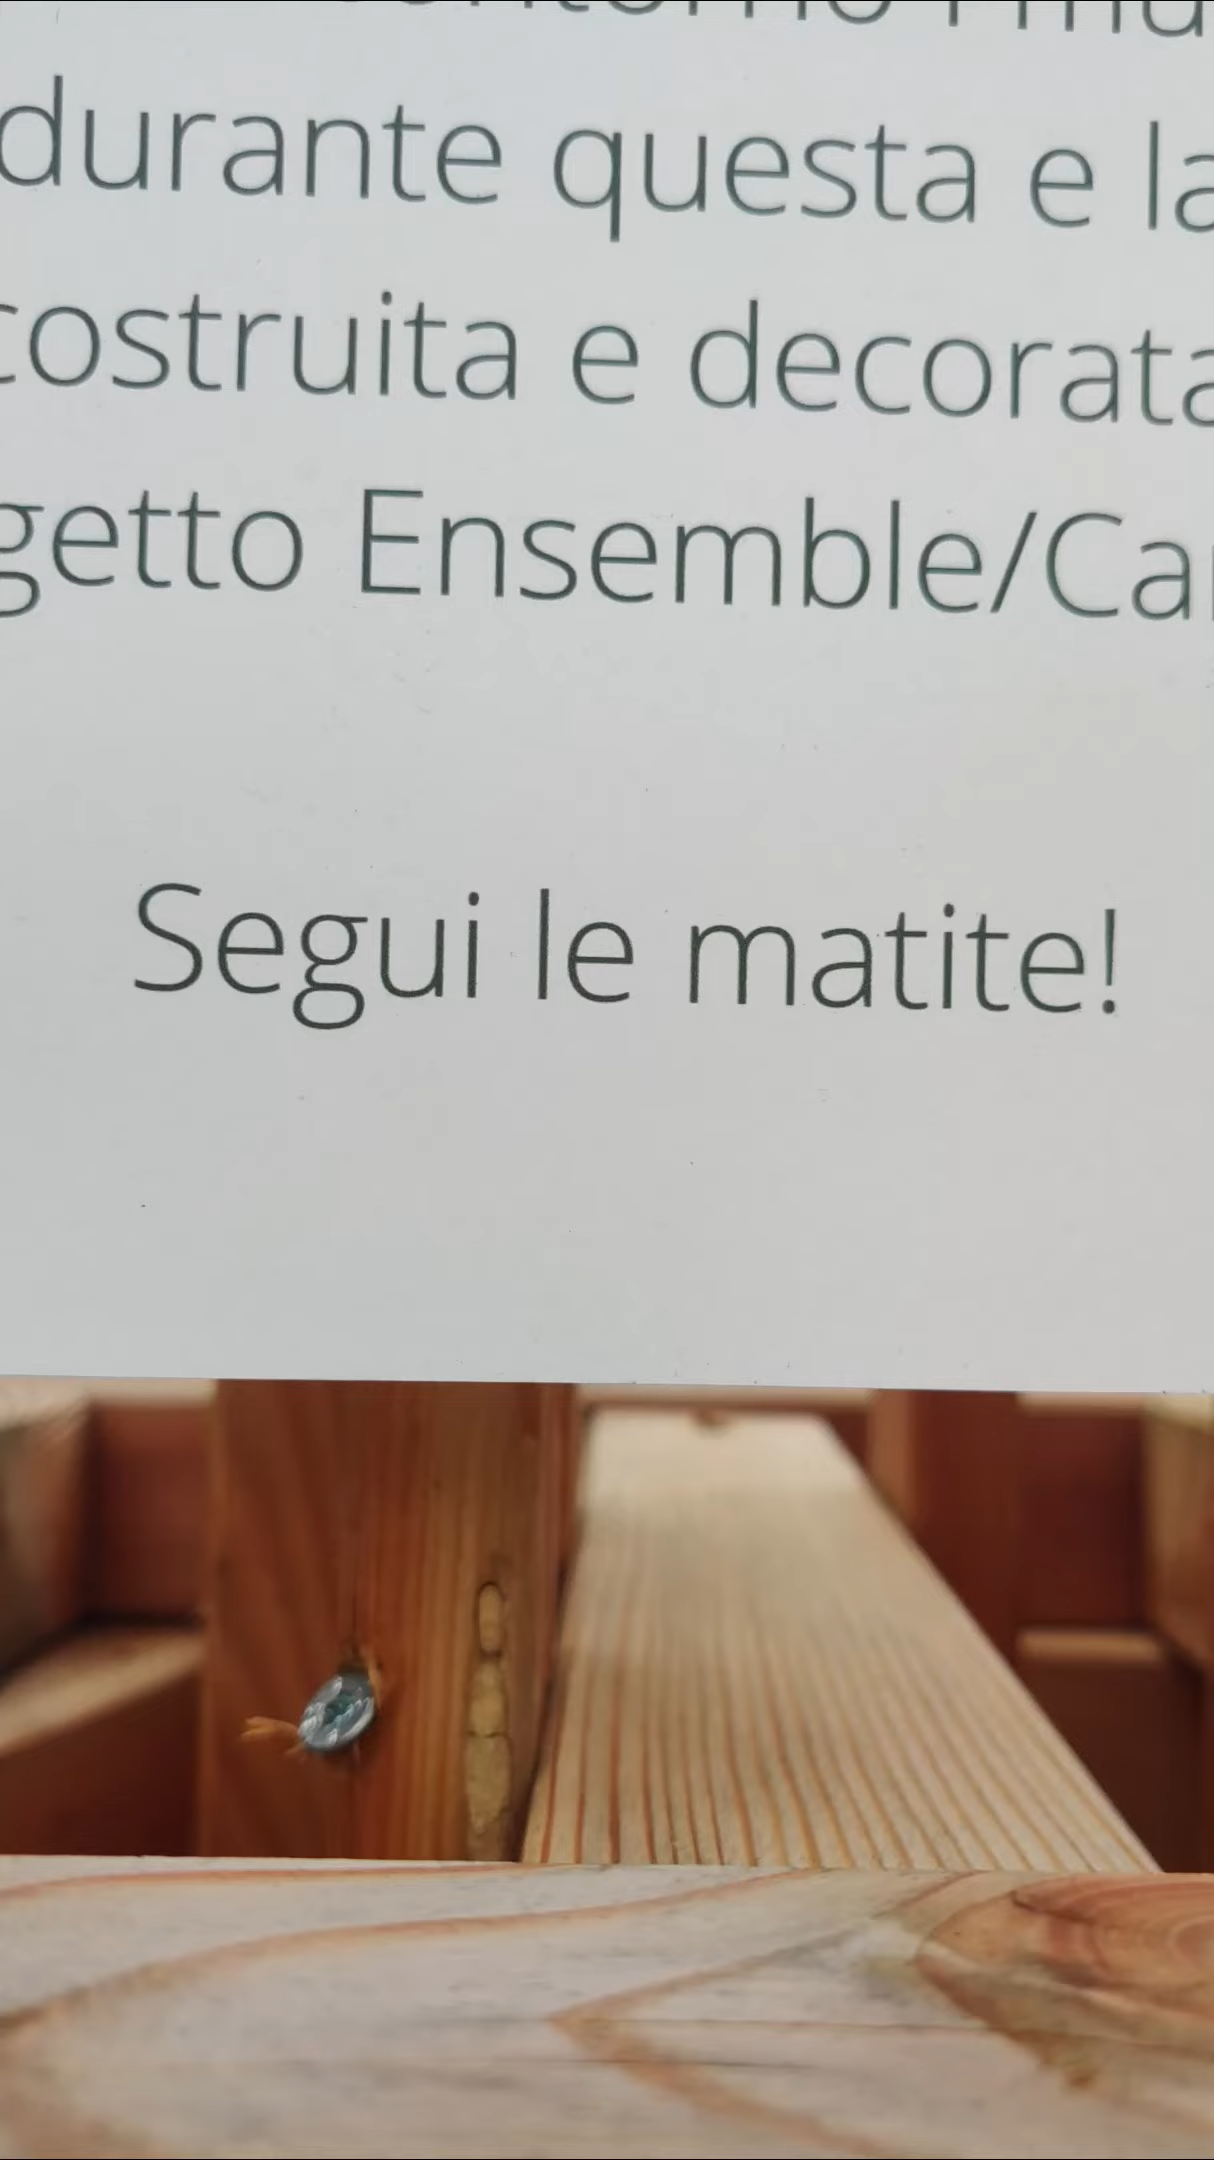 durante questa e la
costruita e decorata
getto Ensemble/Ca
Segui le matite!